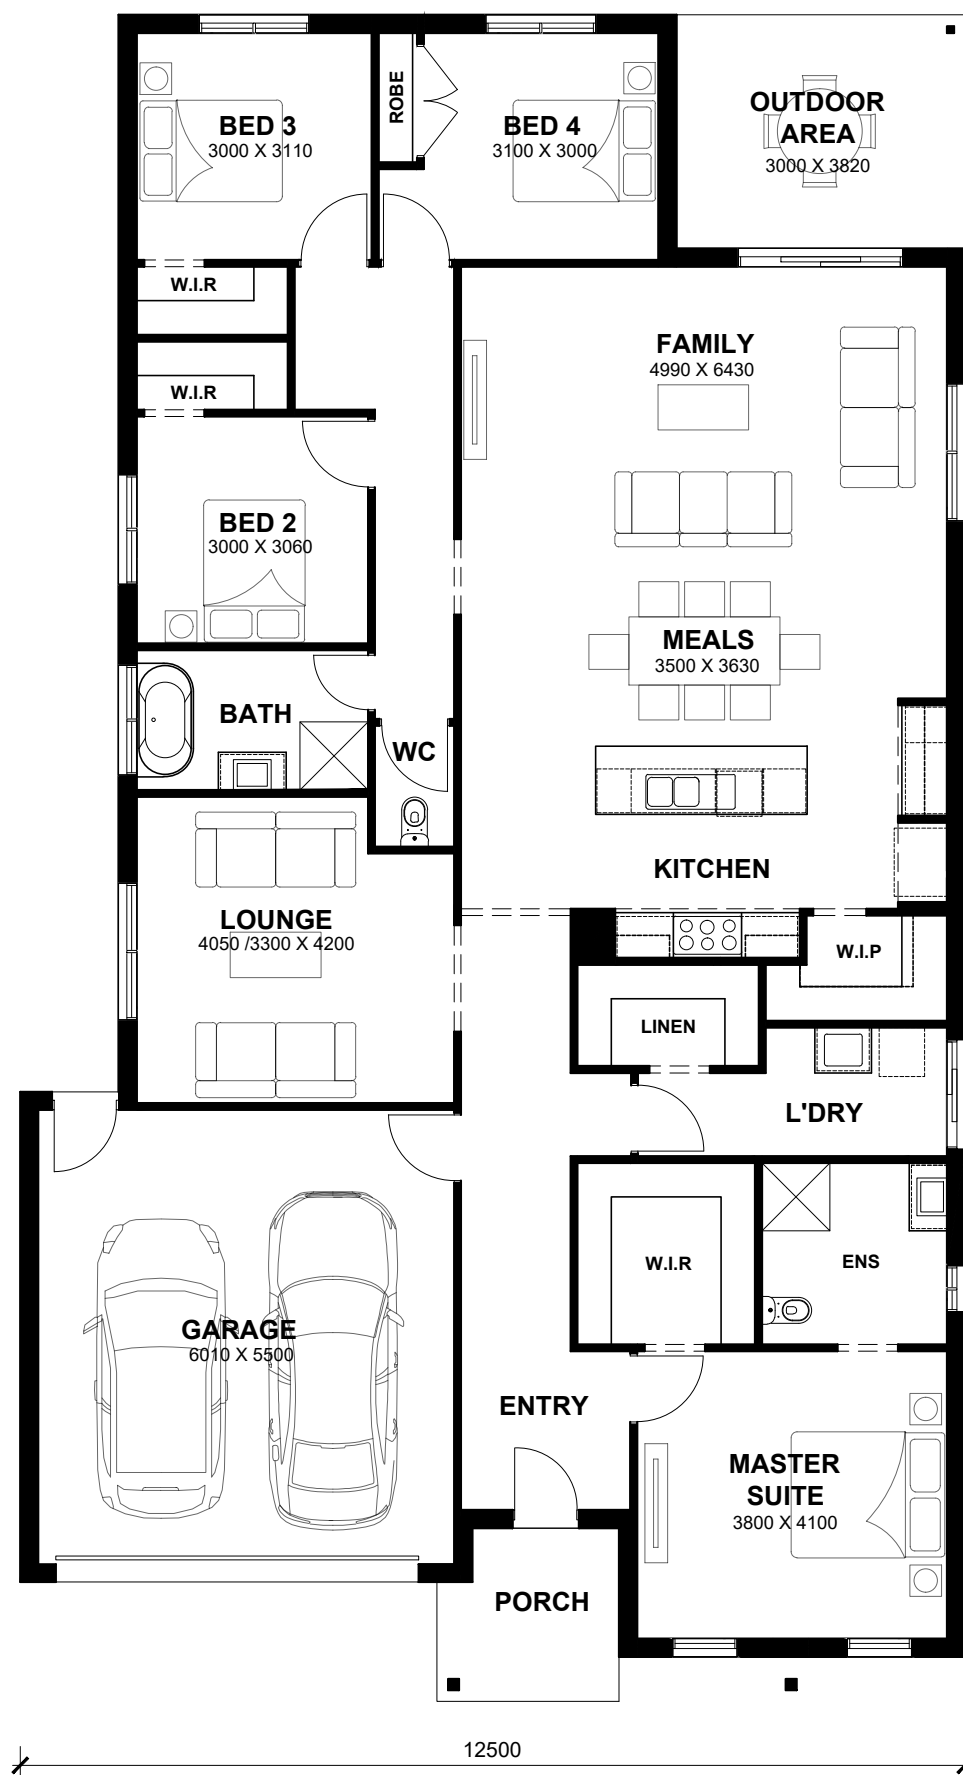 BED 3
3000 X 3110
ROBE
BED 4
3100 X 3000
OUTDOOR
AREA
3000 X 3820
W.I.R
W.I.R
FAMILY
4990 X 6430
BED 2
3000 X 3060
MEALS
3500 X 3630
BATH
WC
KITCHEN
LOUNGE
4050 /3300 X 4200
W.I.P
LINEN
L'DRY
W.I.R
ENS
GARAGE
6010 X 5500
ENTRY
MASTER
SUITE
3800 X 4100
PORCH
12500